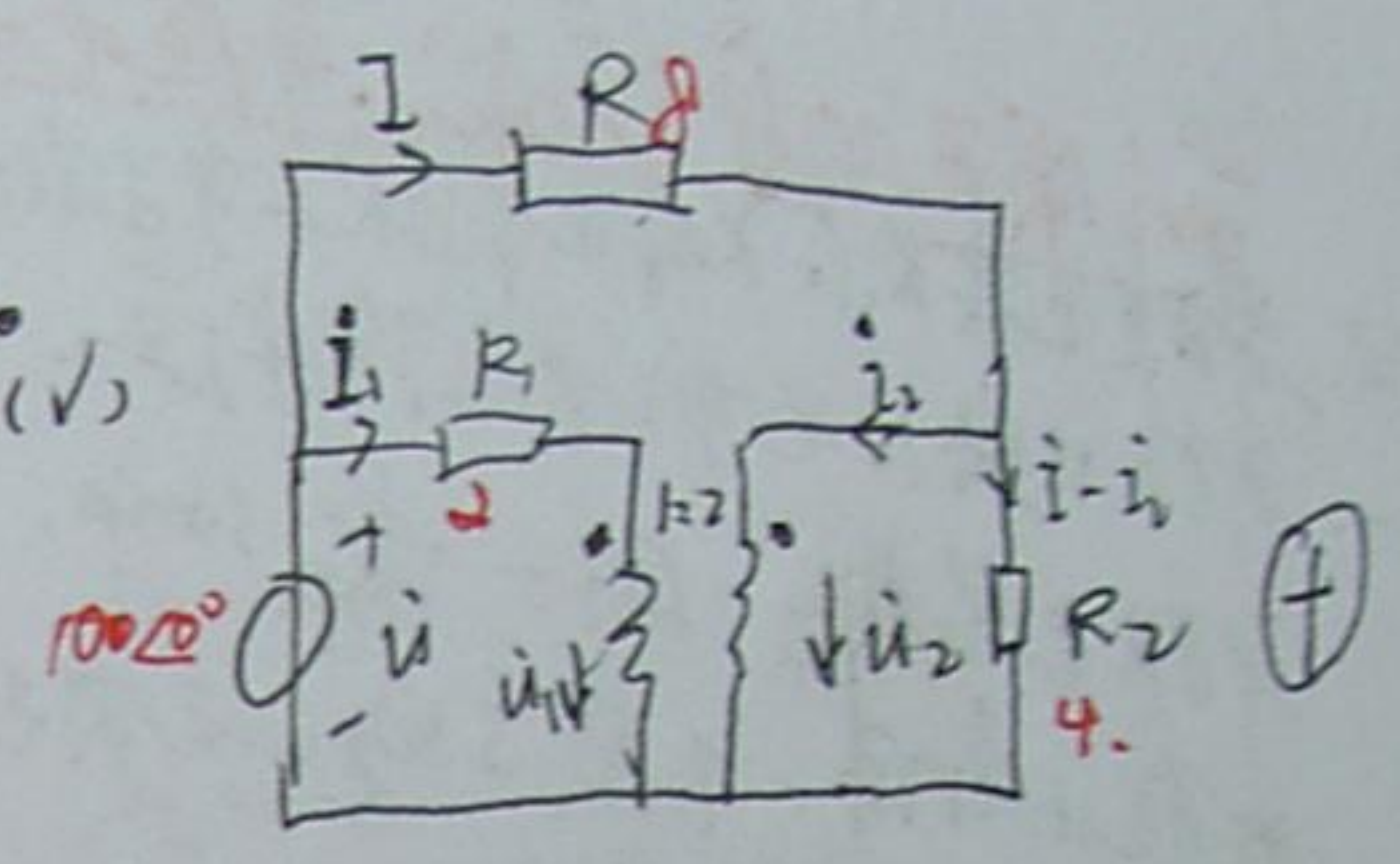 I R 8
(√)
İ₁ R₁ İ₂
2 1:2 İ-İ₂
+
100∠0° u̇ u̇₁ u̇₂ R₂
-
4.